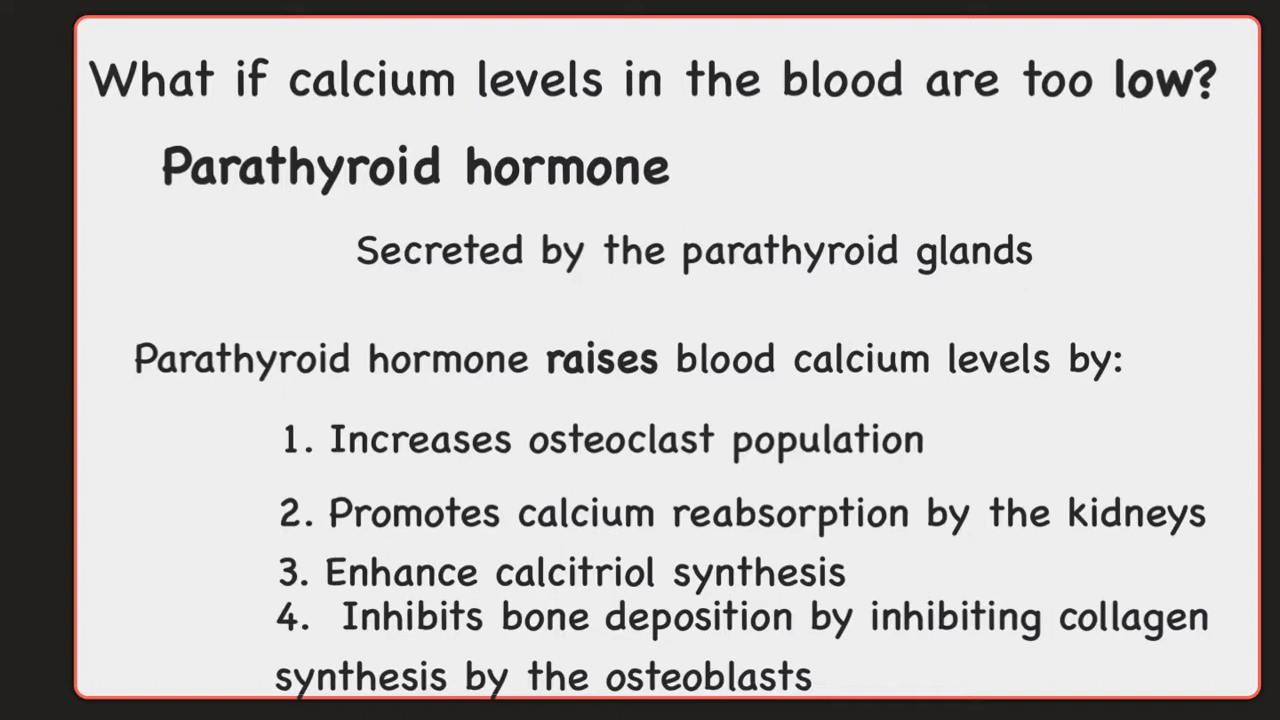 What if calcium levels in the blood are too low?
Parathyroid hormone
Secreted by the parathyroid glands
Parathyroid hormone raises blood calcium levels by:
1. Increases osteoclast population
2. Promotes calcium reabsorption by the kidneys
3. Enhance calcitriol synthesis
4. Inhibits bone deposition by inhibiting collagen
synthesis by the osteoblasts